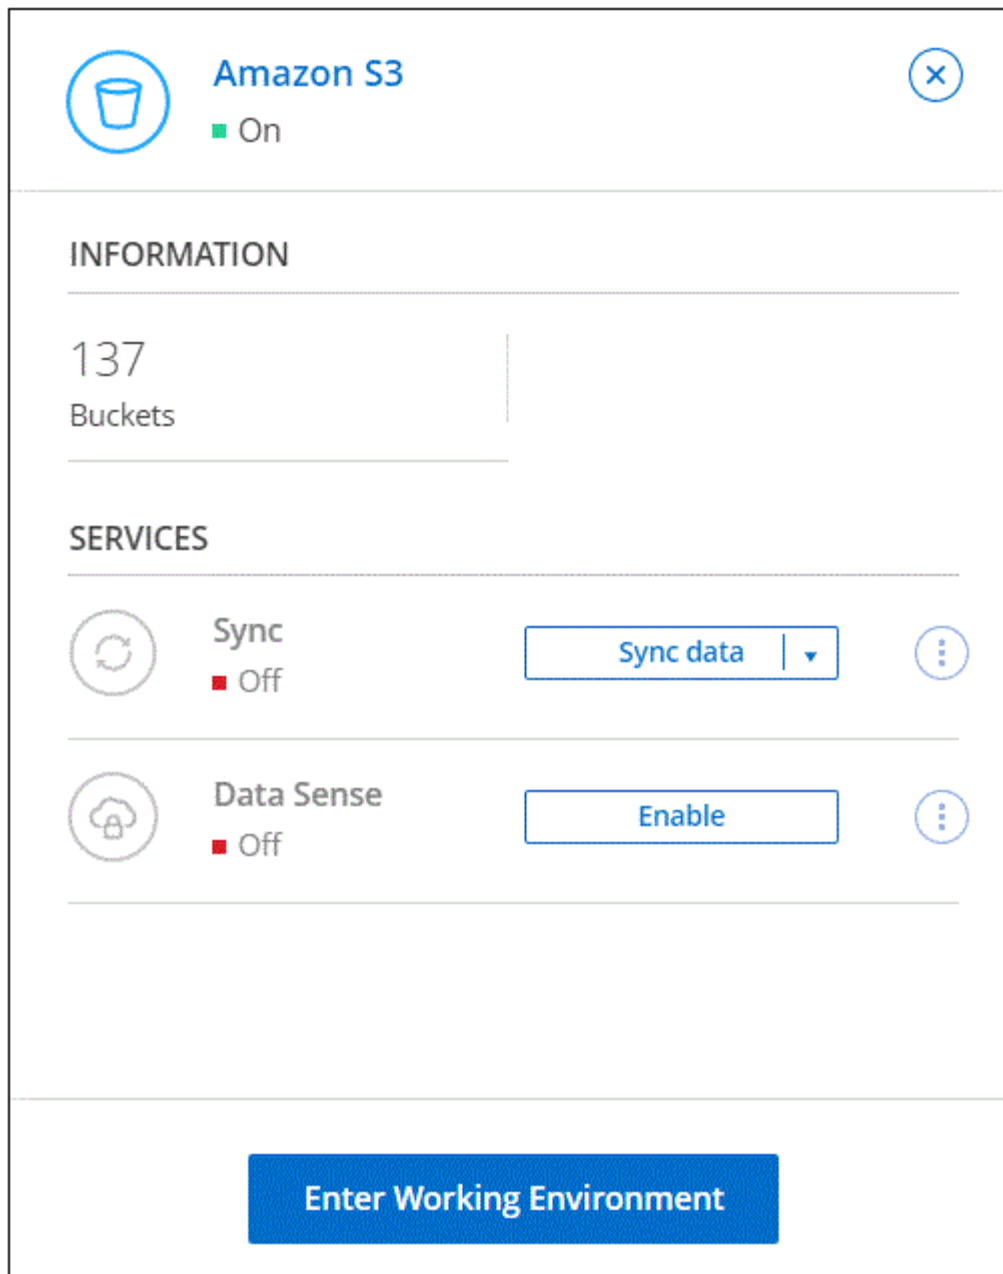 Amazon S3
On
INFORMATION
137
Buckets
SERVICES
Sync
Off
Sync data
Data Sense
Off
Enable
Enter Working Environment